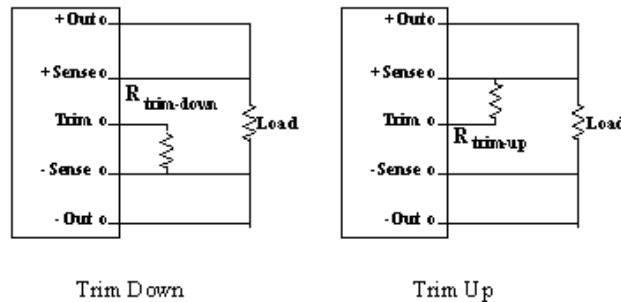 +Out o
+Sense o
R trim-down
Trim o
Load
-Sense o
-Out o
Trim Down
+Out o
+Sense o
Trim o
R trim-up
Load
-Sense o
-Out o
Trim Up